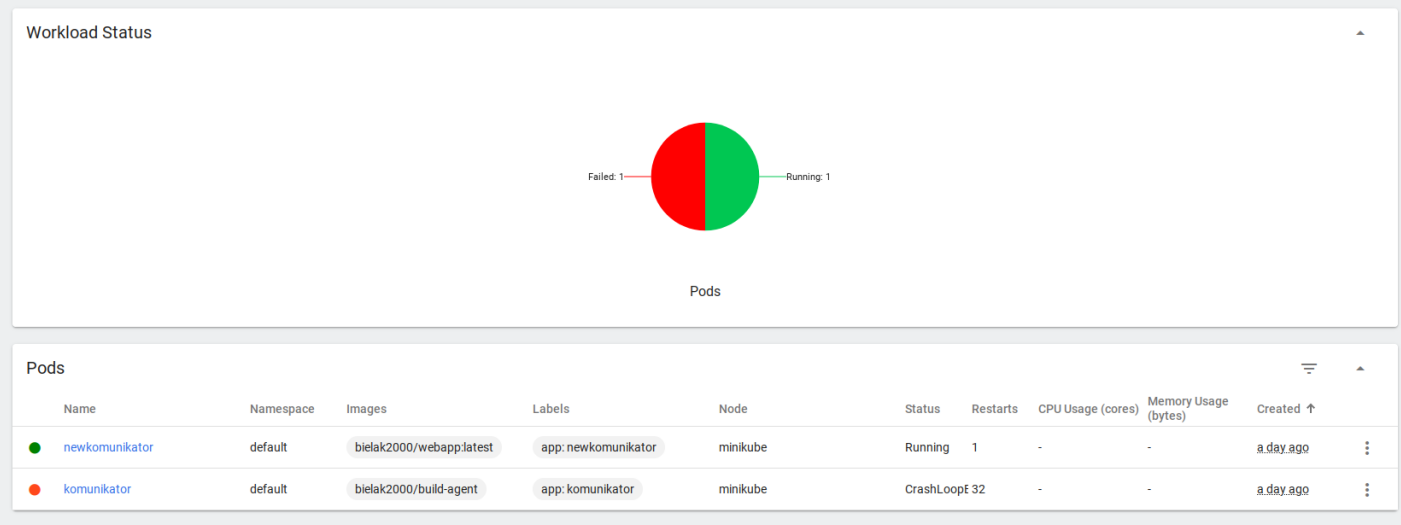 Workload Status
Failed: 1
Running: 1
Pods
Pods
Name Namespace Images Labels Node Status Restarts CPU Usage (cores) Memory Usage (bytes) Created
newkomunikator default bielak2000/webapp:latest app: newkomunikator minikube Running 1 - - a day ago
komunikator default bielak2000/build-agent app: komunikator minikube CrashLoopE 32 - - a day ago